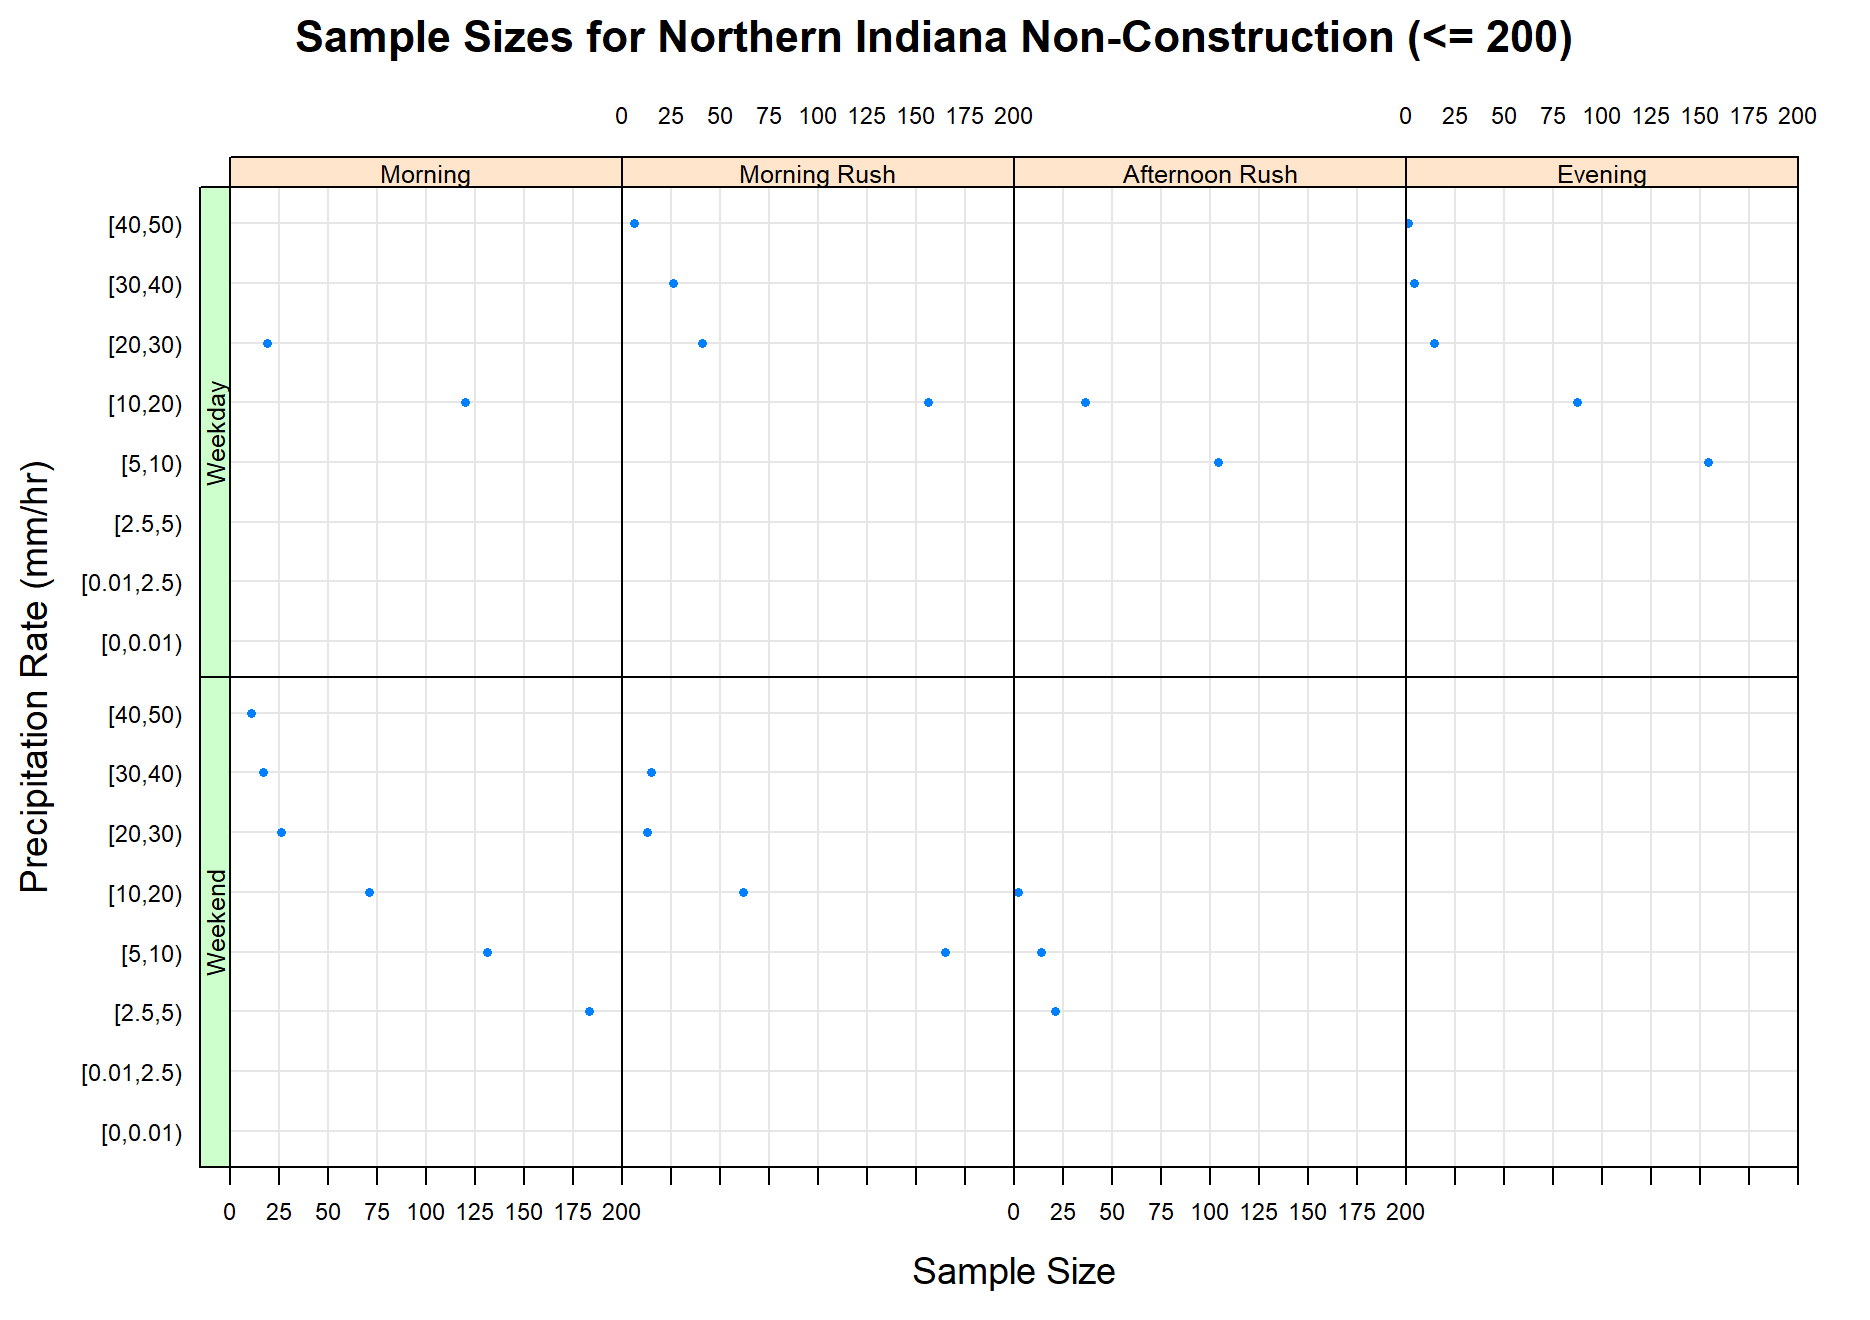 Sample Sizes for Northern Indiana Non-Construction (<= 200)
0 25 50 75 100 125 150 175 200 0 25 50 75 100 125 150 175 200
Morning Morning Rush Afternoon Rush Evening
Precipitation Rate (mm/hr)
Weekday
[40,50)
[30,40)
[20,30)
[10,20)
[5,10)
[2.5,5)
[0.01,2.5)
[0,0.01)
Weekend
[40,50)
[30,40)
[20,30)
[10,20)
[5,10)
[2.5,5)
[0.01,2.5)
[0,0.01)
0 25 50 75 100 125 150 175 200 0 25 50 75 100 125 150 175 200
Sample Size